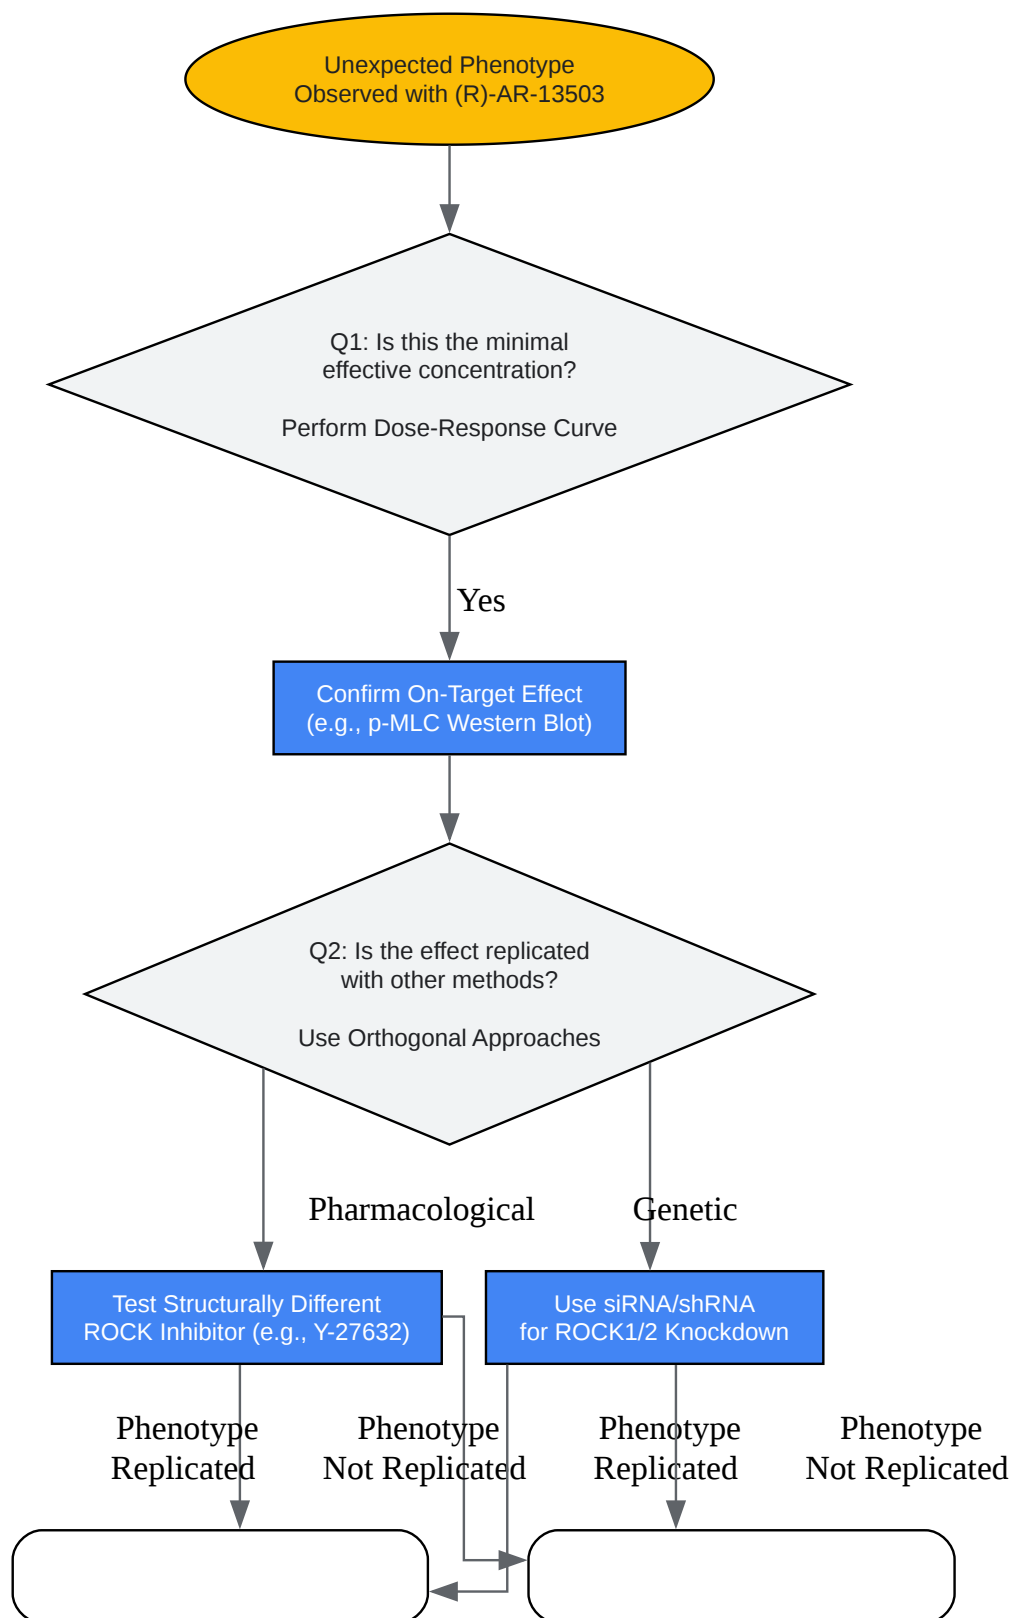 Unexpected Phenotype
Observed with (R)-AR-13503
Q1: Is this the minimal
effective concentration?
Perform Dose-Response Curve
Yes
Confirm On-Target Effect
(e.g., p-MLC Western Blot)
Q2: Is the effect replicated
with other methods?
Use Orthogonal Approaches
Pharmacological
Genetic
Test Structurally Different
ROCK Inhibitor (e.g., Y-27632)
Use siRNA/shRNA
for ROCK1/2 Knockdown
Phenotype
Replicated
Phenotype
Not Replicated
Phenotype
Replicated
Phenotype
Not Replicated